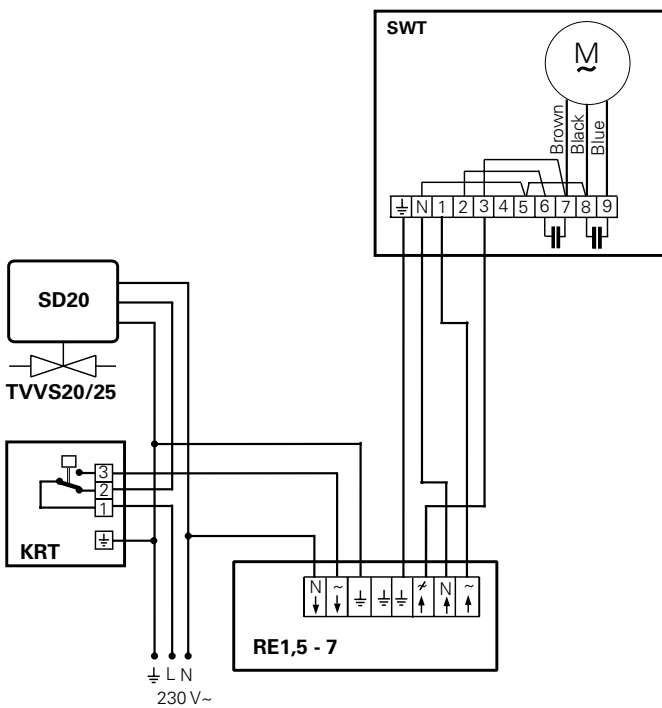 SWT
M
~
Brown
Black
Blue
N 1 2 3 4 5 6 7 8 9
SD20
TVVS20/25
3
2
1
KRT
N ~ ~ N ~
RE1,5 - 7
L N
230 V~